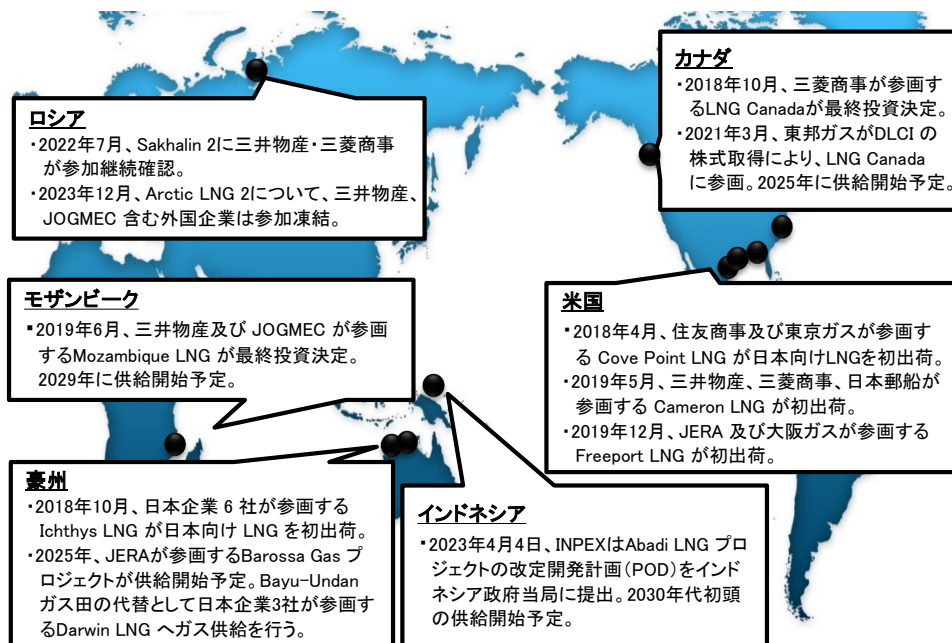 ロシア
・2022年7月、Sakhalin 2に三井物産・三菱商事
が参加継続確認。
・2023年12月、Arctic LNG 2について、三井物産、
JOGMEC 含む外国企業は参加凍結。
カナダ
・2018年10月、三菱商事が参画す
るLNG Canadaが最終投資決定。
・2021年3月、東邦ガスがDLCI の
株式取得により、LNG Canada
に参画。2025年に供給開始予定。
モザンビーク
・2019年6月、三井物産及び JOGMEC が参画
するMozambique LNG が最終投資決定。
2029年に供給開始予定。
米国
・2018年4月、住友商事及び東京ガスが参画す
る Cove Point LNG が日本向けLNGを初出荷。
・2019年5月、三井物産、三菱商事、日本郵船が
参画する Cameron LNG が初出荷。
・2019年12月、JERA 及び大阪ガスが参画する
Freeport LNG が初出荷。
豪州
・2018年10月、日本企業 6 社が参画する
Ichthys LNG が日本向け LNG を初出荷。
・2025年、JERAが参画するBarossa Gas プ
ロジェクトが供給開始予定。Bayu-Undan
ガス田の代替として日本企業3社が参画す
るDarwin LNG へガス供給を行う。
インドネシア
・2023年4月4日、INPEXはAbadi LNG プロ
ジェクトの改定開発計画(POD)をインド
ネシア政府当局に提出。2030年代初頭
の供給開始予定。